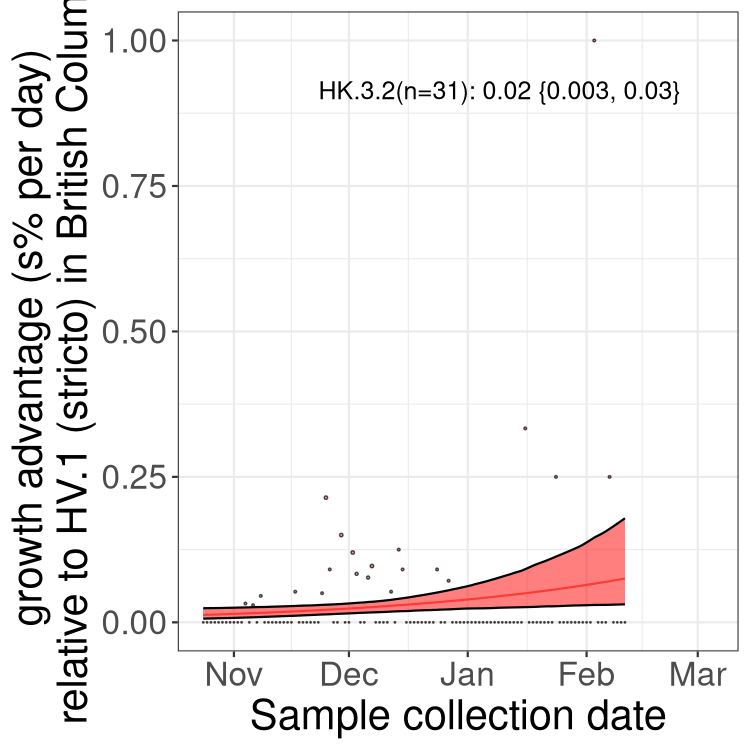 growth advantage (s% per day)
relative to HV.1 (stricto) in British Colum
1.00
0.75
0.50
0.25
0.00
HK.3.2(n=31): 0.02 {0.003, 0.03}
Nov Dec Jan Feb Mar
Sample collection date